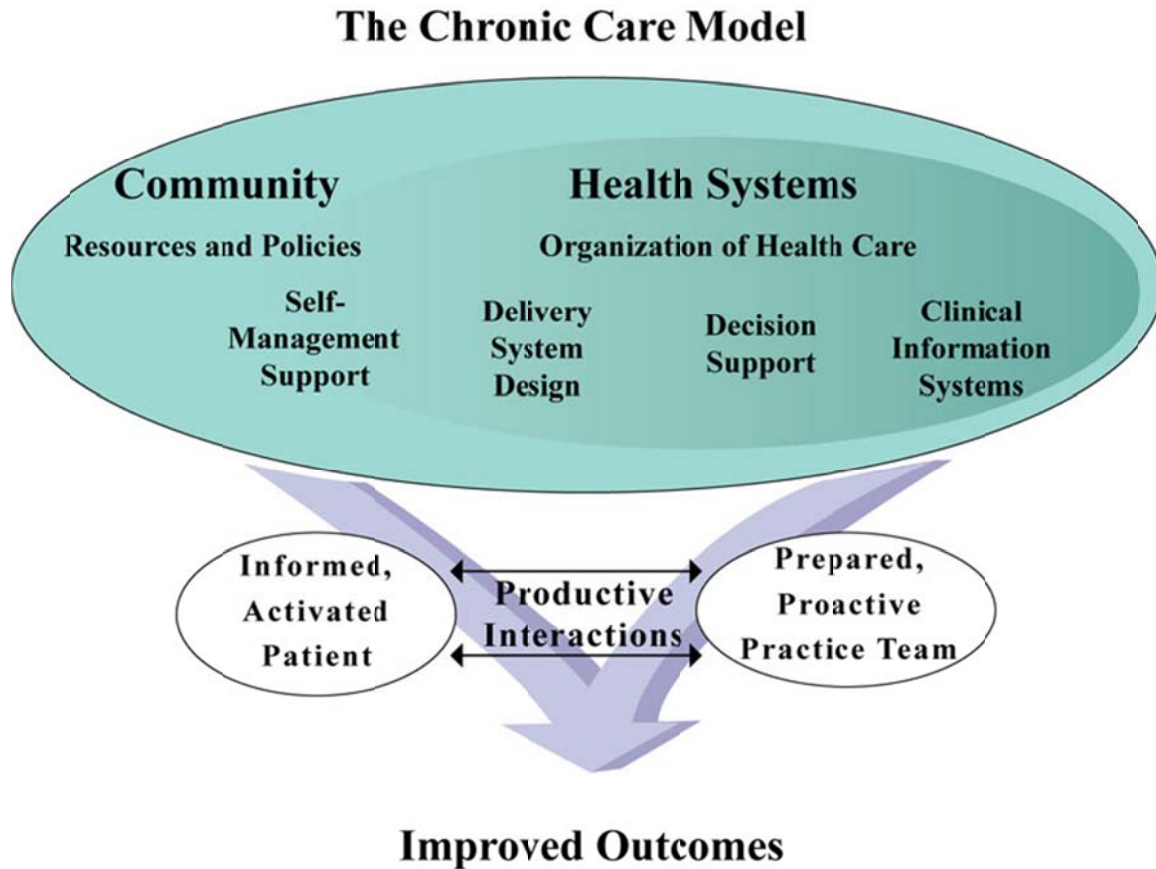 The Chronic Care Model
Community
Resources and Policies
Health Systems
Organization of Health Care
Self-
Management
Support
Delivery
System
Design
Decision
Support
Clinical
Information
Systems
Informed,
Activated
Patient
Productive
Interactions
Prepared,
Proactive
Practice Team
Improved Outcomes